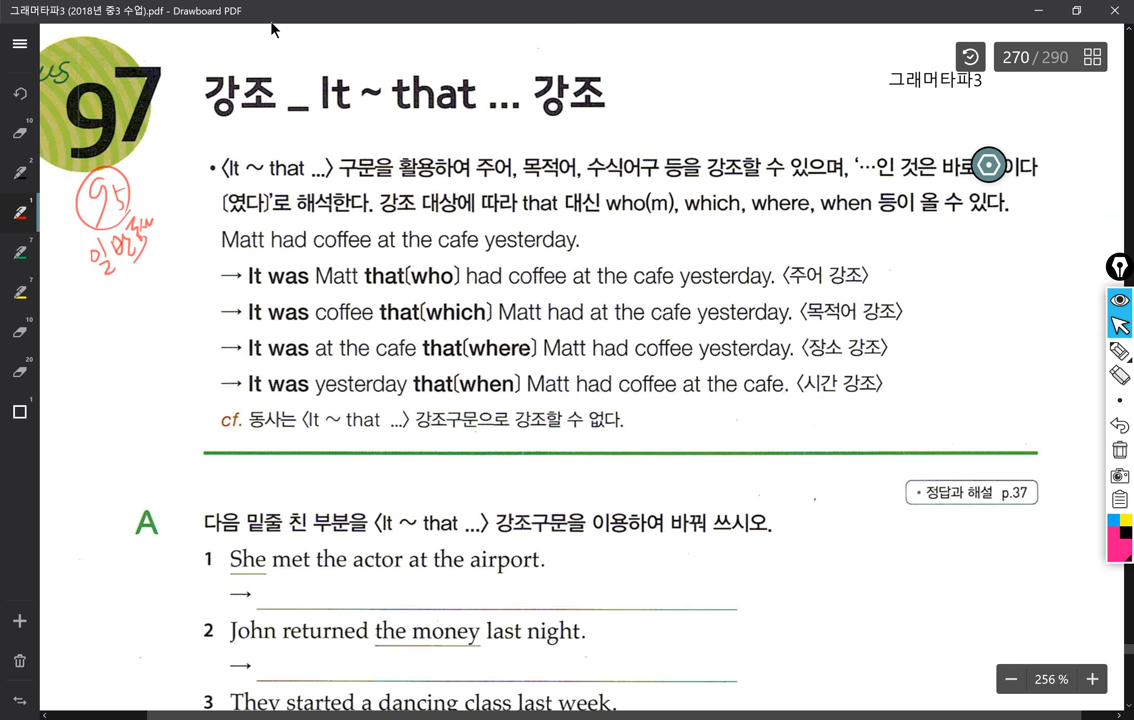 그래머타파3 (2018년 중3 수업).pdf - Drawboard PDF
270 / 290
us
97
강조 _ It ~ that ... 강조
그래머타파3
95
•〈It ~ that ...〉 구문을 활용하여 주어, 목적어, 수식어구 등을 강조할 수 있으며, ‘…인 것은 바로 이다
〔였다〕’로 해석한다. 강조 대상에 따라 that 대신 who(m), which, where, when 등이 올 수 있다.
Matt had coffee at the cafe yesterday.
→ It was Matt that〔who〕 had coffee at the cafe yesterday. 〈주어 강조〉
→ It was coffee that〔which〕 Matt had at the cafe yesterday. 〈목적어 강조〉
→ It was at the cafe that〔where〕 Matt had coffee yesterday. 〈장소 강조〉
→ It was yesterday that〔when〕 Matt had coffee at the cafe. 〈시간 강조〉
cf. 동사는 〈It ~ that ...〉 강조구문으로 강조할 수 없다.
• 정답과 해설 p.37
A 다음 밑줄 친 부분을 〈It ~ that ...〉 강조구문을 이용하여 바꿔 쓰시오.
1 She met the actor at the airport.
→
2 John returned the money last night.
→
3 They started a dancing class last week.
256 %
10
2
1
7
7
10
20
1